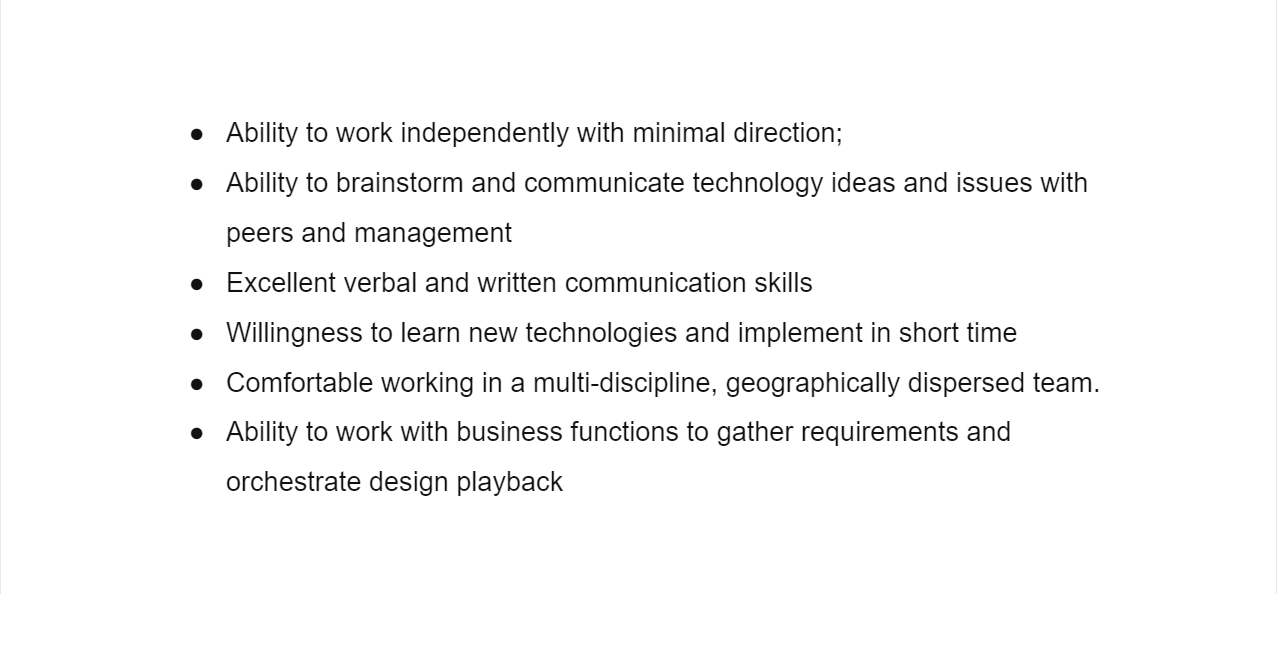 ● Ability to work independently with minimal direction;
● Ability to brainstorm and communicate technology ideas and issues with
peers and management
● Excellent verbal and written communication skills
● Willingness to learn new technologies and implement in short time
● Comfortable working in a multi-discipline, geographically dispersed team.
● Ability to work with business functions to gather requirements and
orchestrate design playback